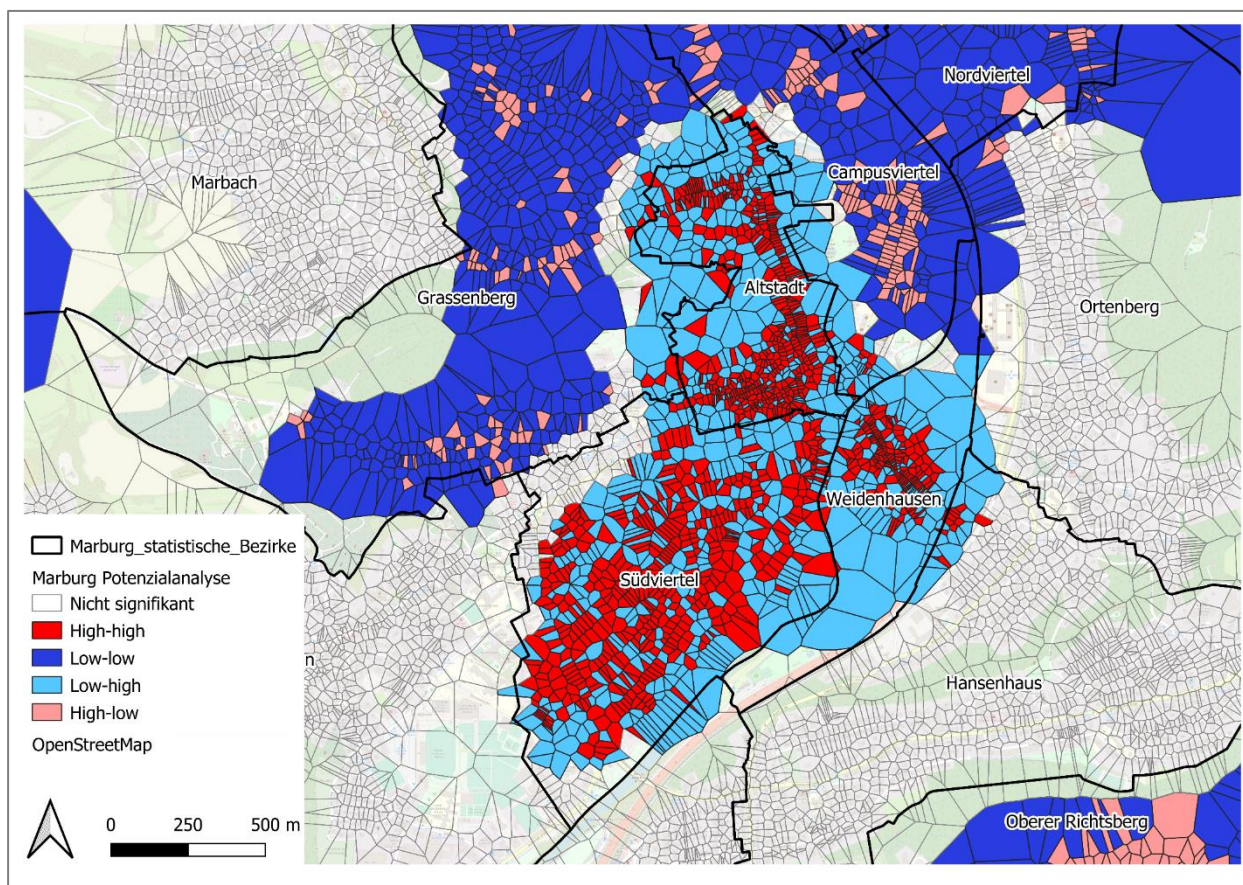 Nordviertel
Marbach
Campusviertel
Grassenberg
Altstadt
Ortenberg
Weidenhausen
Südviertel
Hansenhaus
Oberer Richtsberg
n
Marburg_statistische_Bezirke
Marburg Potenzialanalyse
Nicht signifikant
High-high
Low-low
Low-high
High-low
OpenStreetMap
0 250 500 m